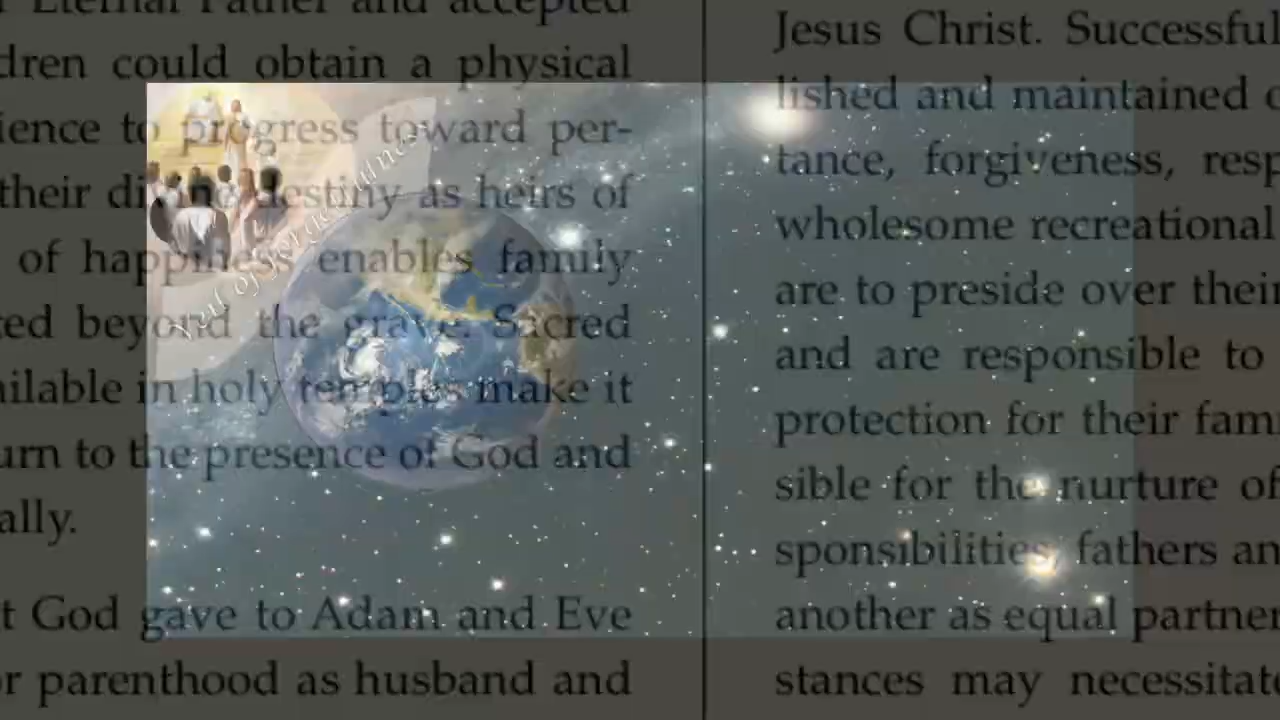 Eternal Father and accepted
dren could obtain a physical
ience to progress toward per-
their divine destiny as heirs of
of happiness enables family
ed beyond the grave. Sacred
ailable in holy temples make it
urn to the presence of God and
ally.
t God gave to Adam and Eve
or parenthood as husband and
Veil of forgetfulness
Jesus Christ. Successful
lished and maintained o
tance, forgiveness, resp
wholesome recreational
are to preside over their
and are responsible to
protection for their fam
sible for the nurture of
sponsibilities, fathers an
another as equal partner
stances may necessitate